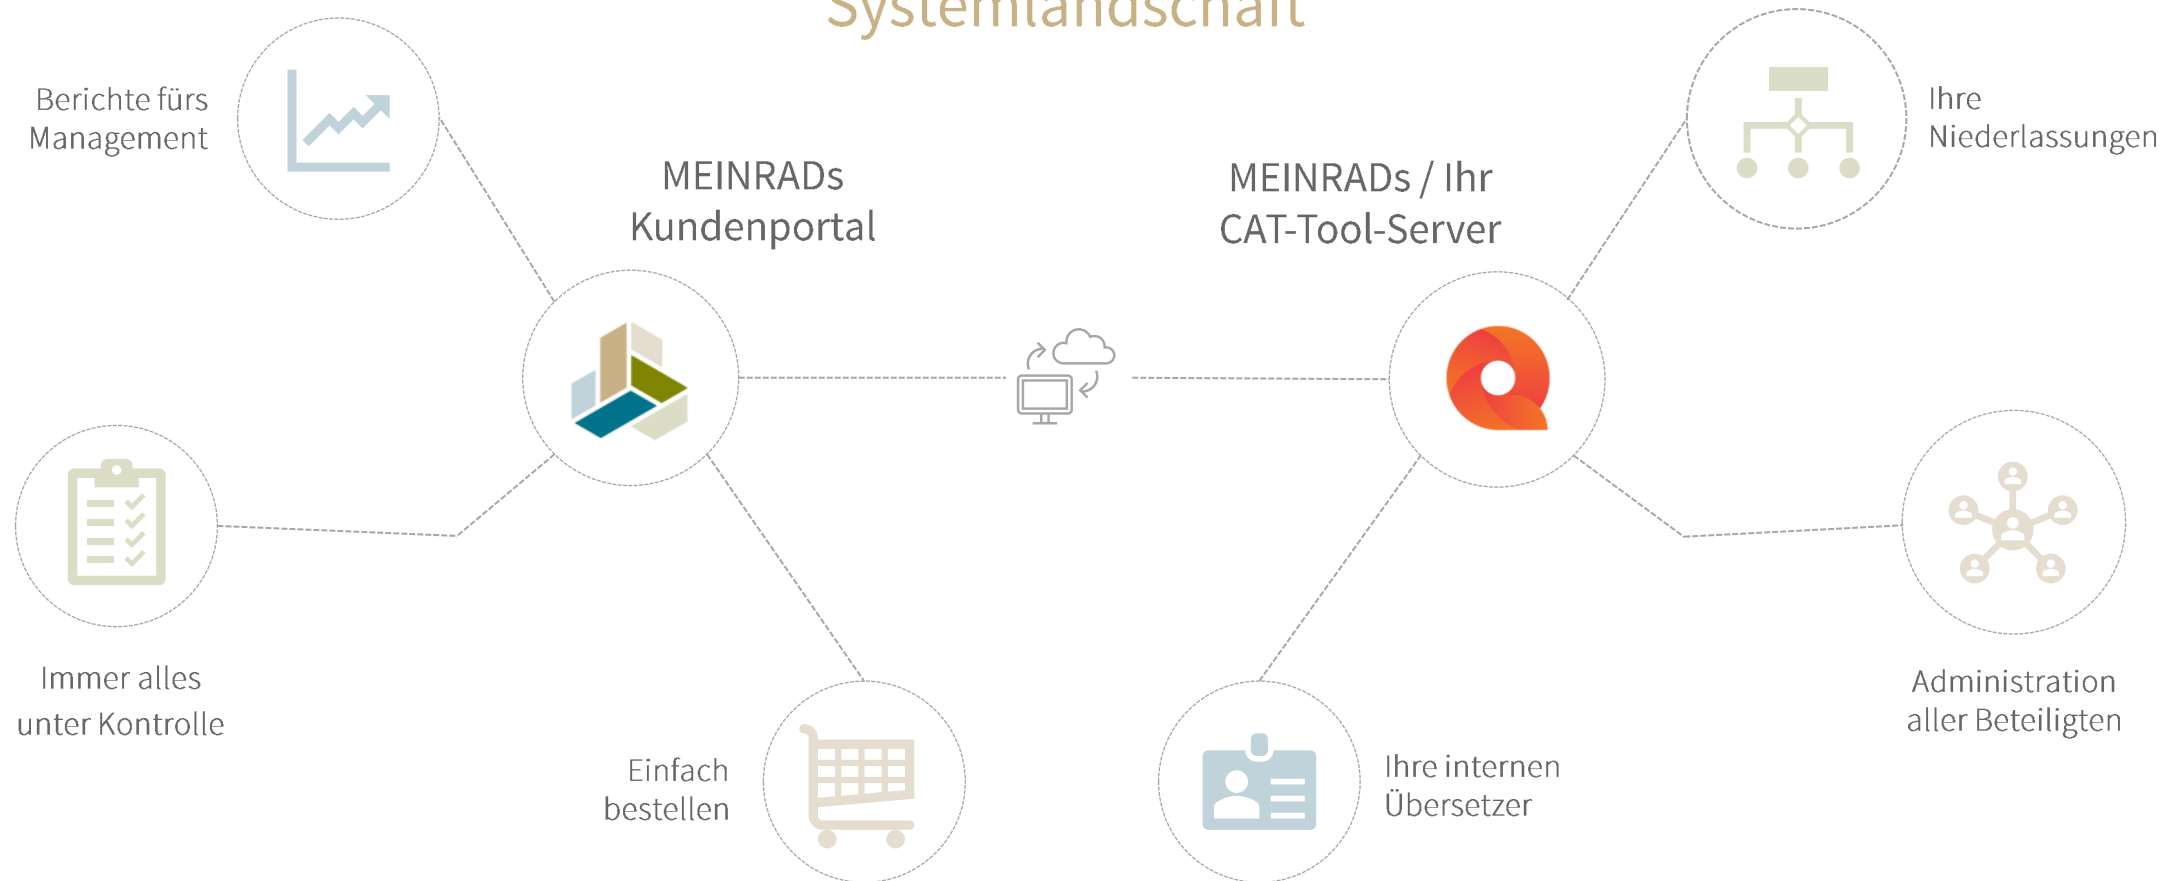 Systemlandschaft
Berichte fürs
Management
MEINRADs
Kundenportal
MEINRADs / Ihr
CAT-Tool-Server
Ihre
Niederlassungen
Immer alles
unter Kontrolle
Einfach
bestellen
Ihre internen
Übersetzer
Administration
aller Beteiligten